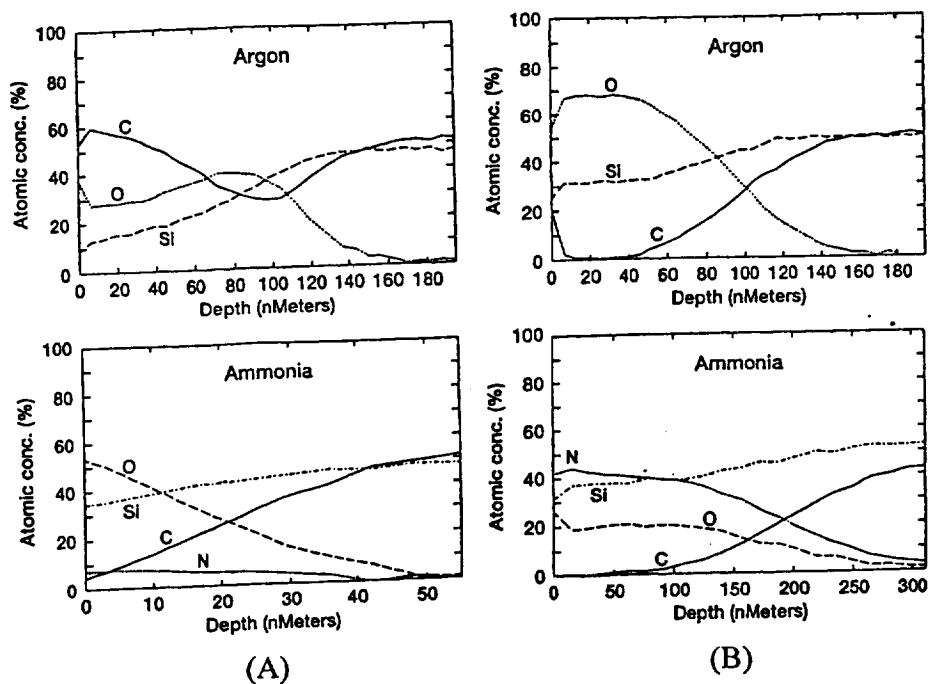 Argon
Atomic conc. (%)
100
80
60
40
20
0
C
O
Si
0 20 40 60 80 100 120 140 160 180
Depth (nMeters)
Argon
Atomic conc. (%)
100
80
60
40
20
0
O
Si
C
0 20 40 60 80 100 120 140 160 180
Depth (nMeters)
Ammonia
Atomic conc. (%)
100
80
60
40
20
0
O
Si
C
N
0 10 20 30 40 50
Depth (nMeters)
(A)
Ammonia
Atomic conc. (%)
100
80
60
40
20
0
N
Si
O
C
0 50 100 150 200 250 300
Depth (nMeters)
(B)